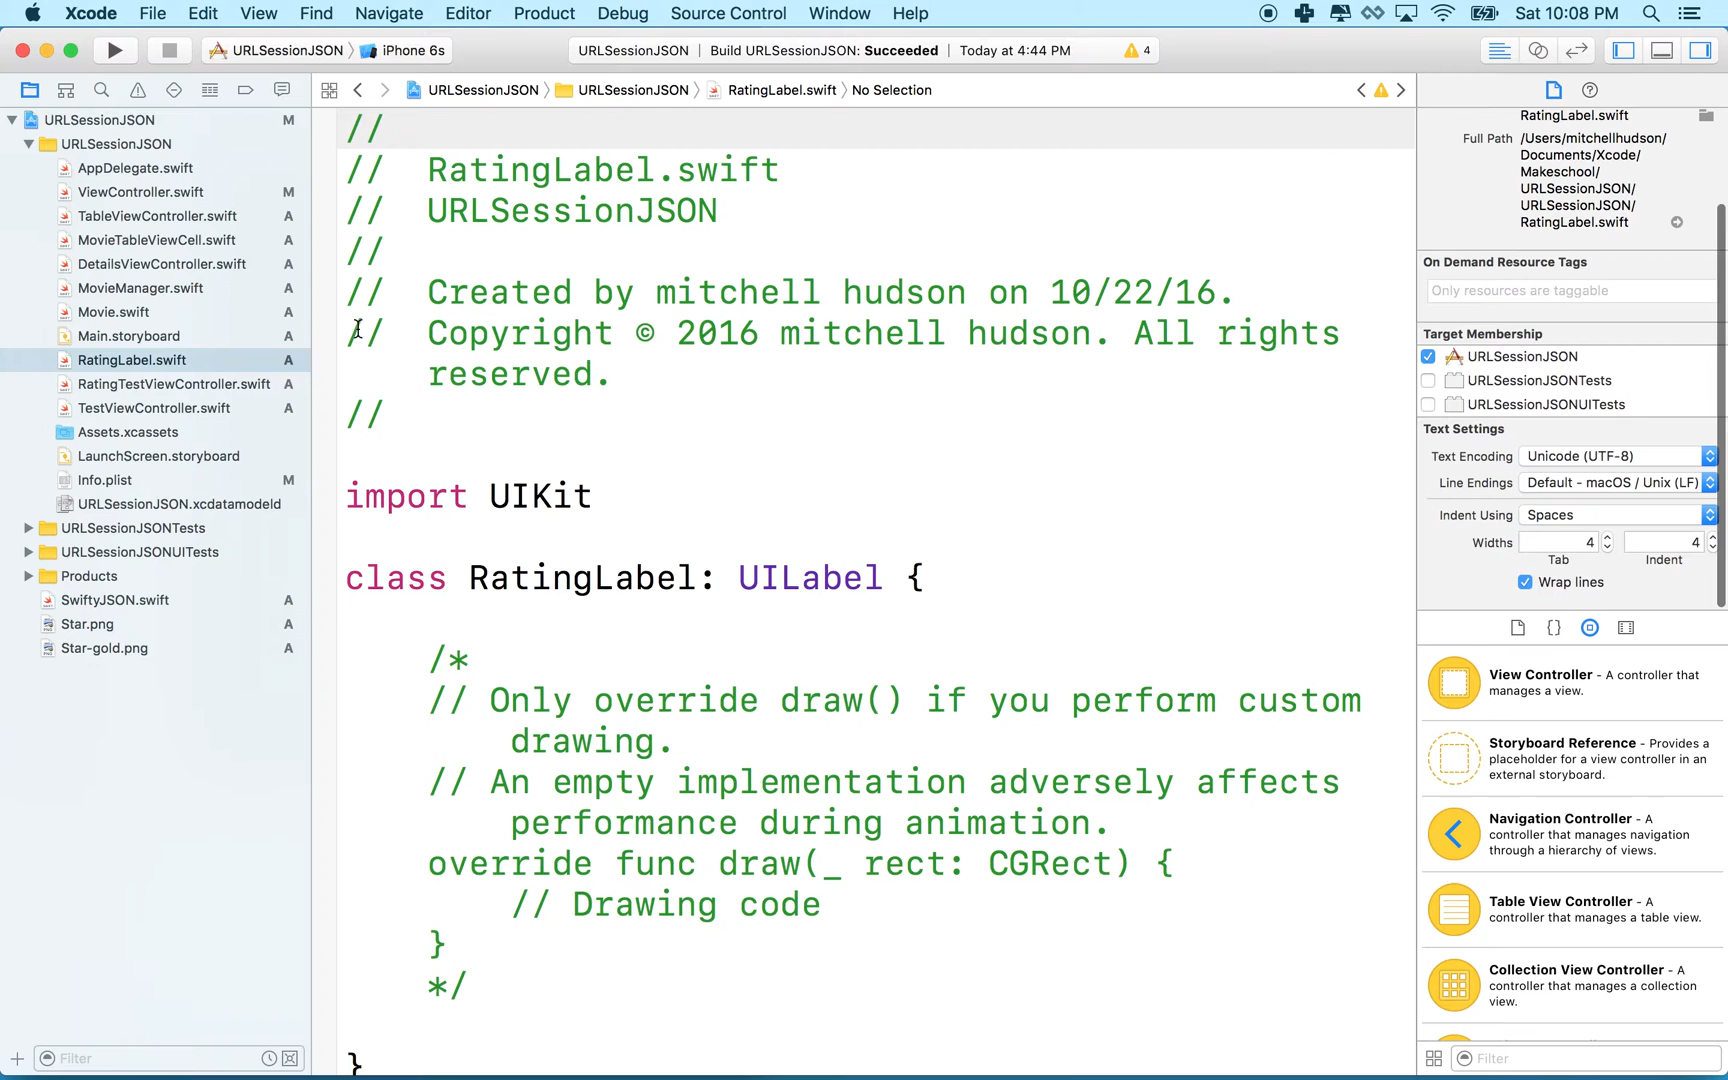 Xcode File Edit View Find Navigate Editor Product Debug Source Control Window Help Sat 10:08 PM
URLSessionJSON iPhone 6s URLSessionJSON Build URLSessionJSON: Succeeded Today at 4:44 PM 4
URLSessionJSON URLSessionJSON RatingLabel.swift No Selection
URLSessionJSON M
URLSessionJSON
AppDelegate.swift
ViewController.swift M
TableViewController.swift A
MovieTableViewCell.swift A
DetailsViewController.swift A
MovieManager.swift A
Movie.swift A
Main.storyboard A
RatingLabel.swift A
RatingTestViewController.swift A
TestViewController.swift A
Assets.xcassets
LaunchScreen.storyboard
Info.plist M
URLSessionJSON.xcdatamodeld
URLSessionJSONTests
URLSessionJSONUITests
Products
SwiftyJSON.swift A
Star.png A
Star-gold.png A
Filter
//
// RatingLabel.swift
// URLSessionJSON
//
// Created by mitchell hudson on 10/22/16.
// Copyright © 2016 mitchell hudson. All rights
reserved.
//
import UIKit
class RatingLabel: UILabel {
/*
// Only override draw() if you perform custom
drawing.
// An empty implementation adversely affects
performance during animation.
override func draw(_ rect: CGRect) {
// Drawing code
}
*/
}
RatingLabel.swift
Full Path /Users/mitchellhudson/
Documents/Xcode/
Makeschool/
URLSessionJSON/
URLSessionJSON/
RatingLabel.swift
On Demand Resource Tags
Only resources are taggable
Target Membership
URLSessionJSON
URLSessionJSONTests
URLSessionJSONUITests
Text Settings
Text Encoding Unicode (UTF-8)
Line Endings Default - macOS / Unix (LF)
Indent Using Spaces
Widths 4 4
Tab Indent
Wrap lines
{}
View Controller - A controller that
manages a view.
Storyboard Reference - Provides a
placeholder for a view controller in an
external storyboard.
Navigation Controller - A
controller that manages navigation
through a hierarchy of views.
Table View Controller - A
controller that manages a table view.
Collection View Controller - A
controller that manages a collection
view.
Filter